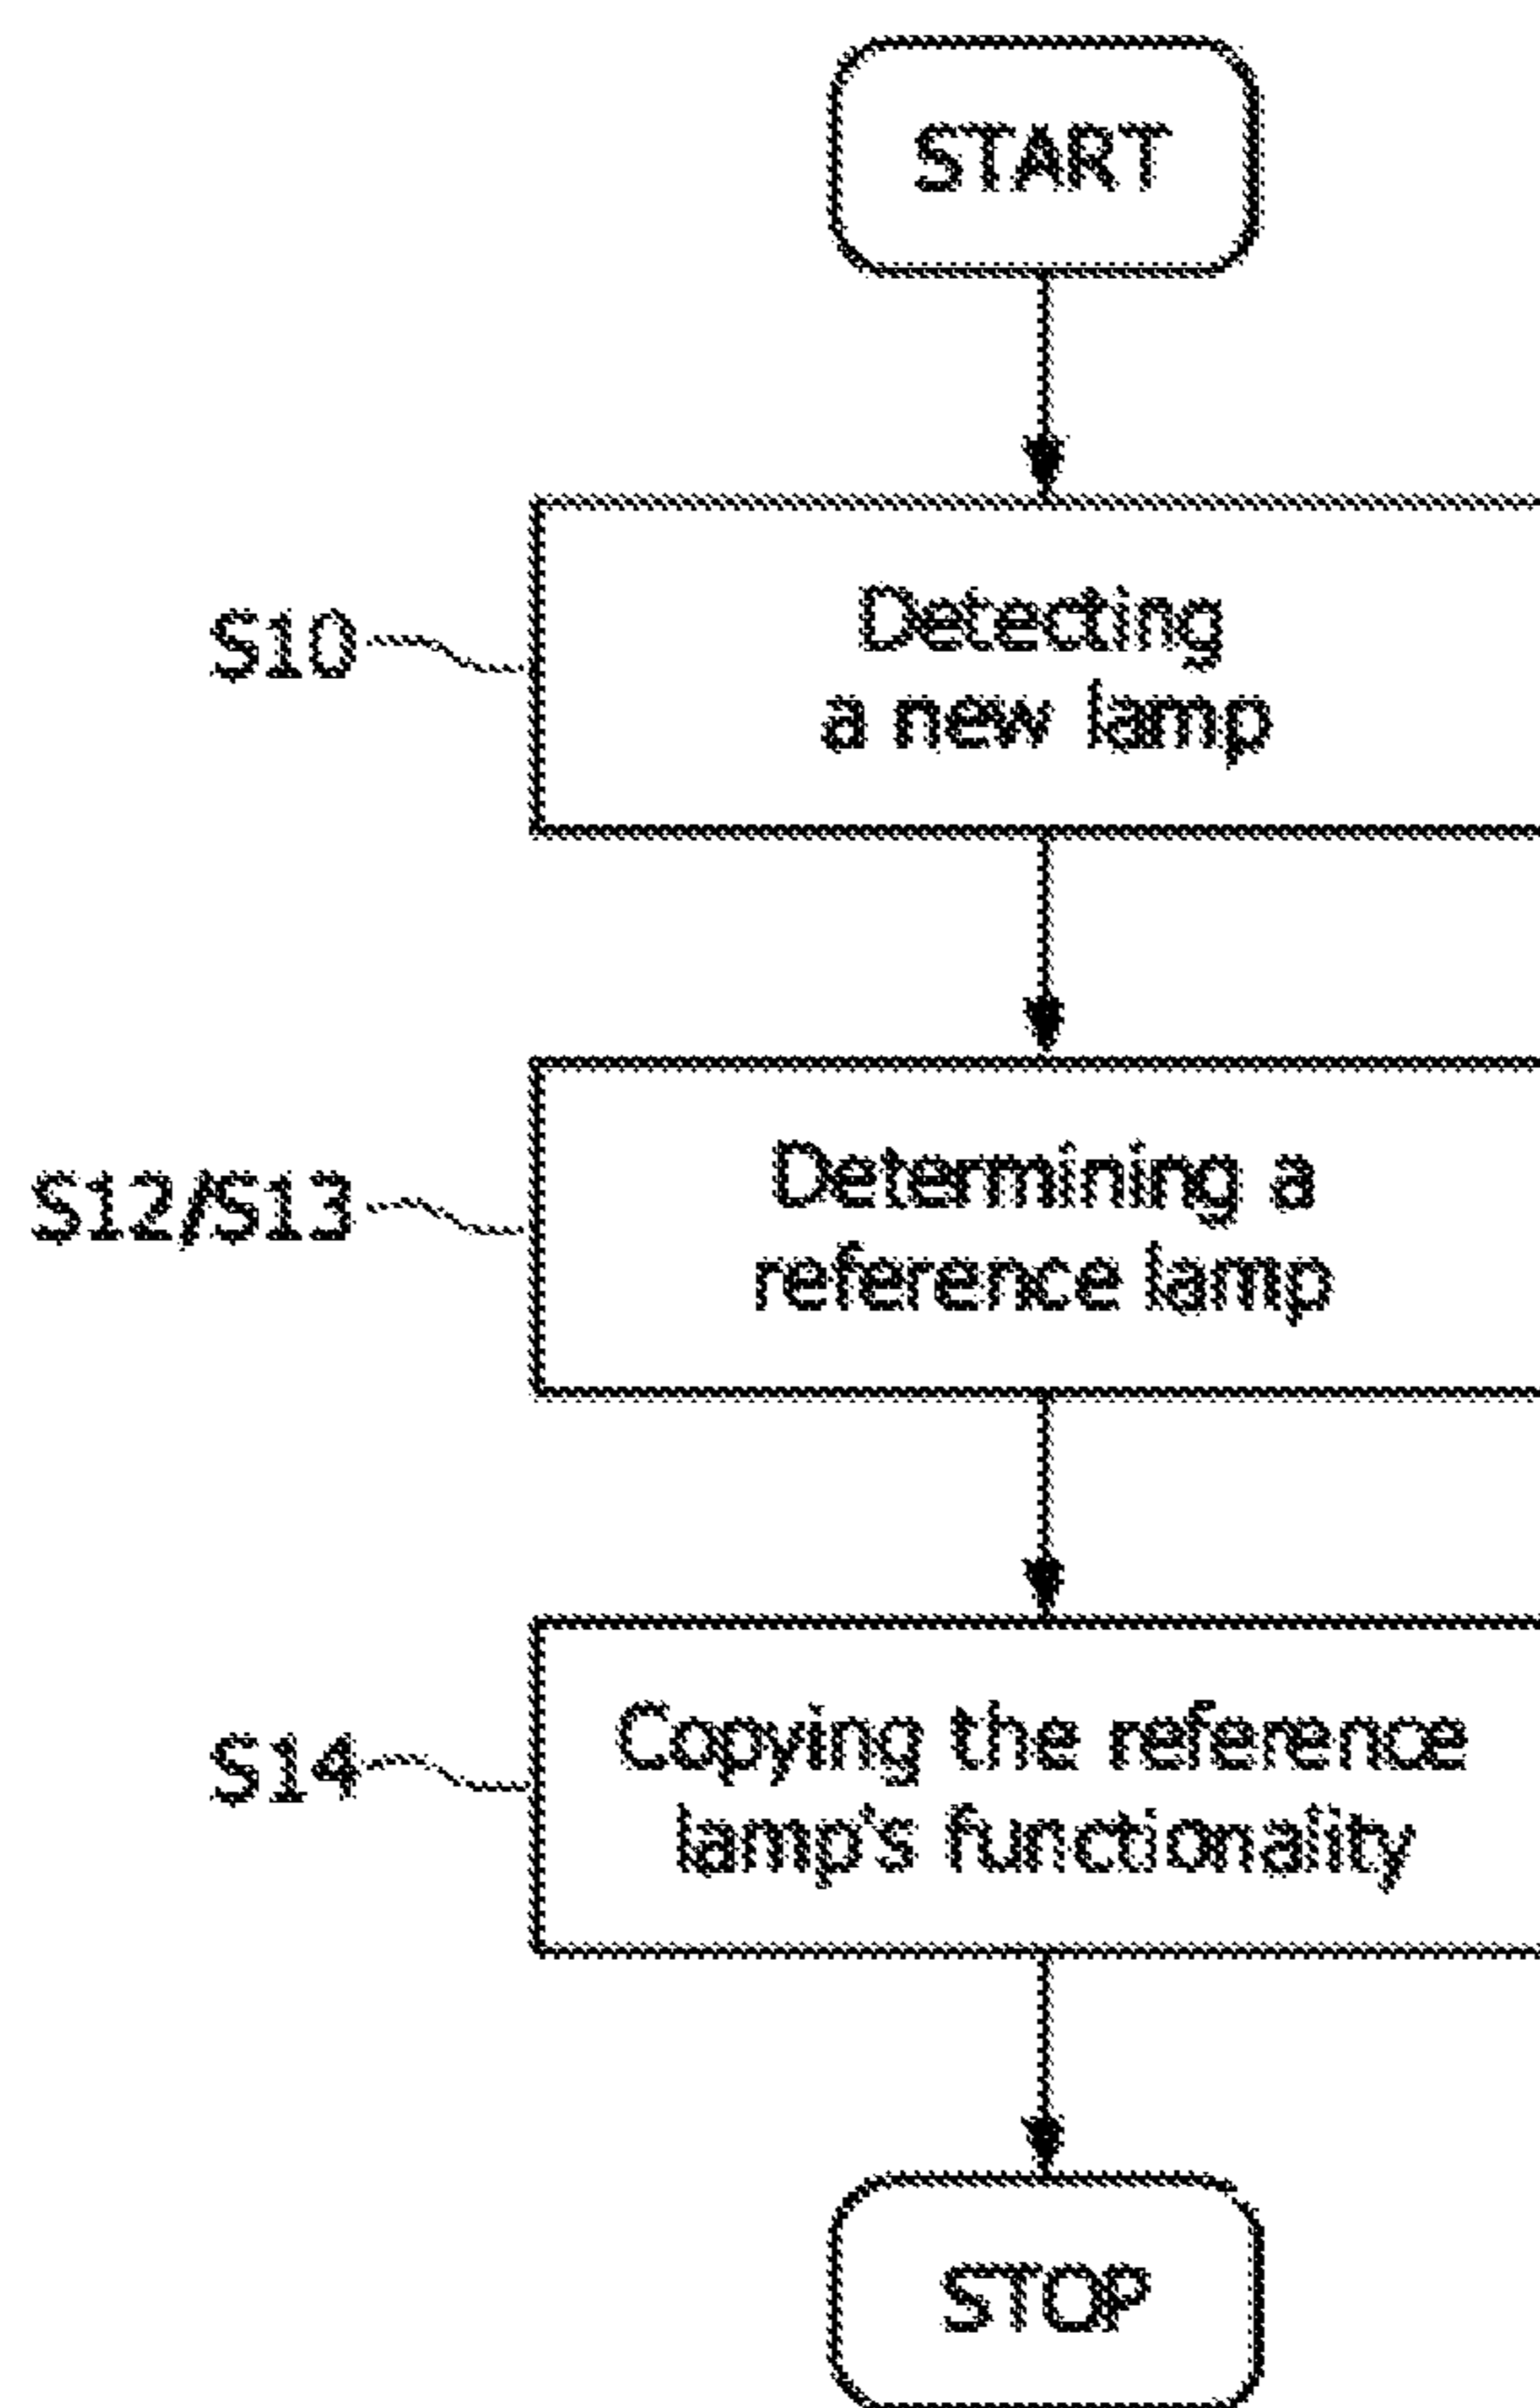 START
S10
Detecting
a new lamp
S12/S13
Determining a
reference lamp
S14
Copying the reference
lamp's functionality
STOP